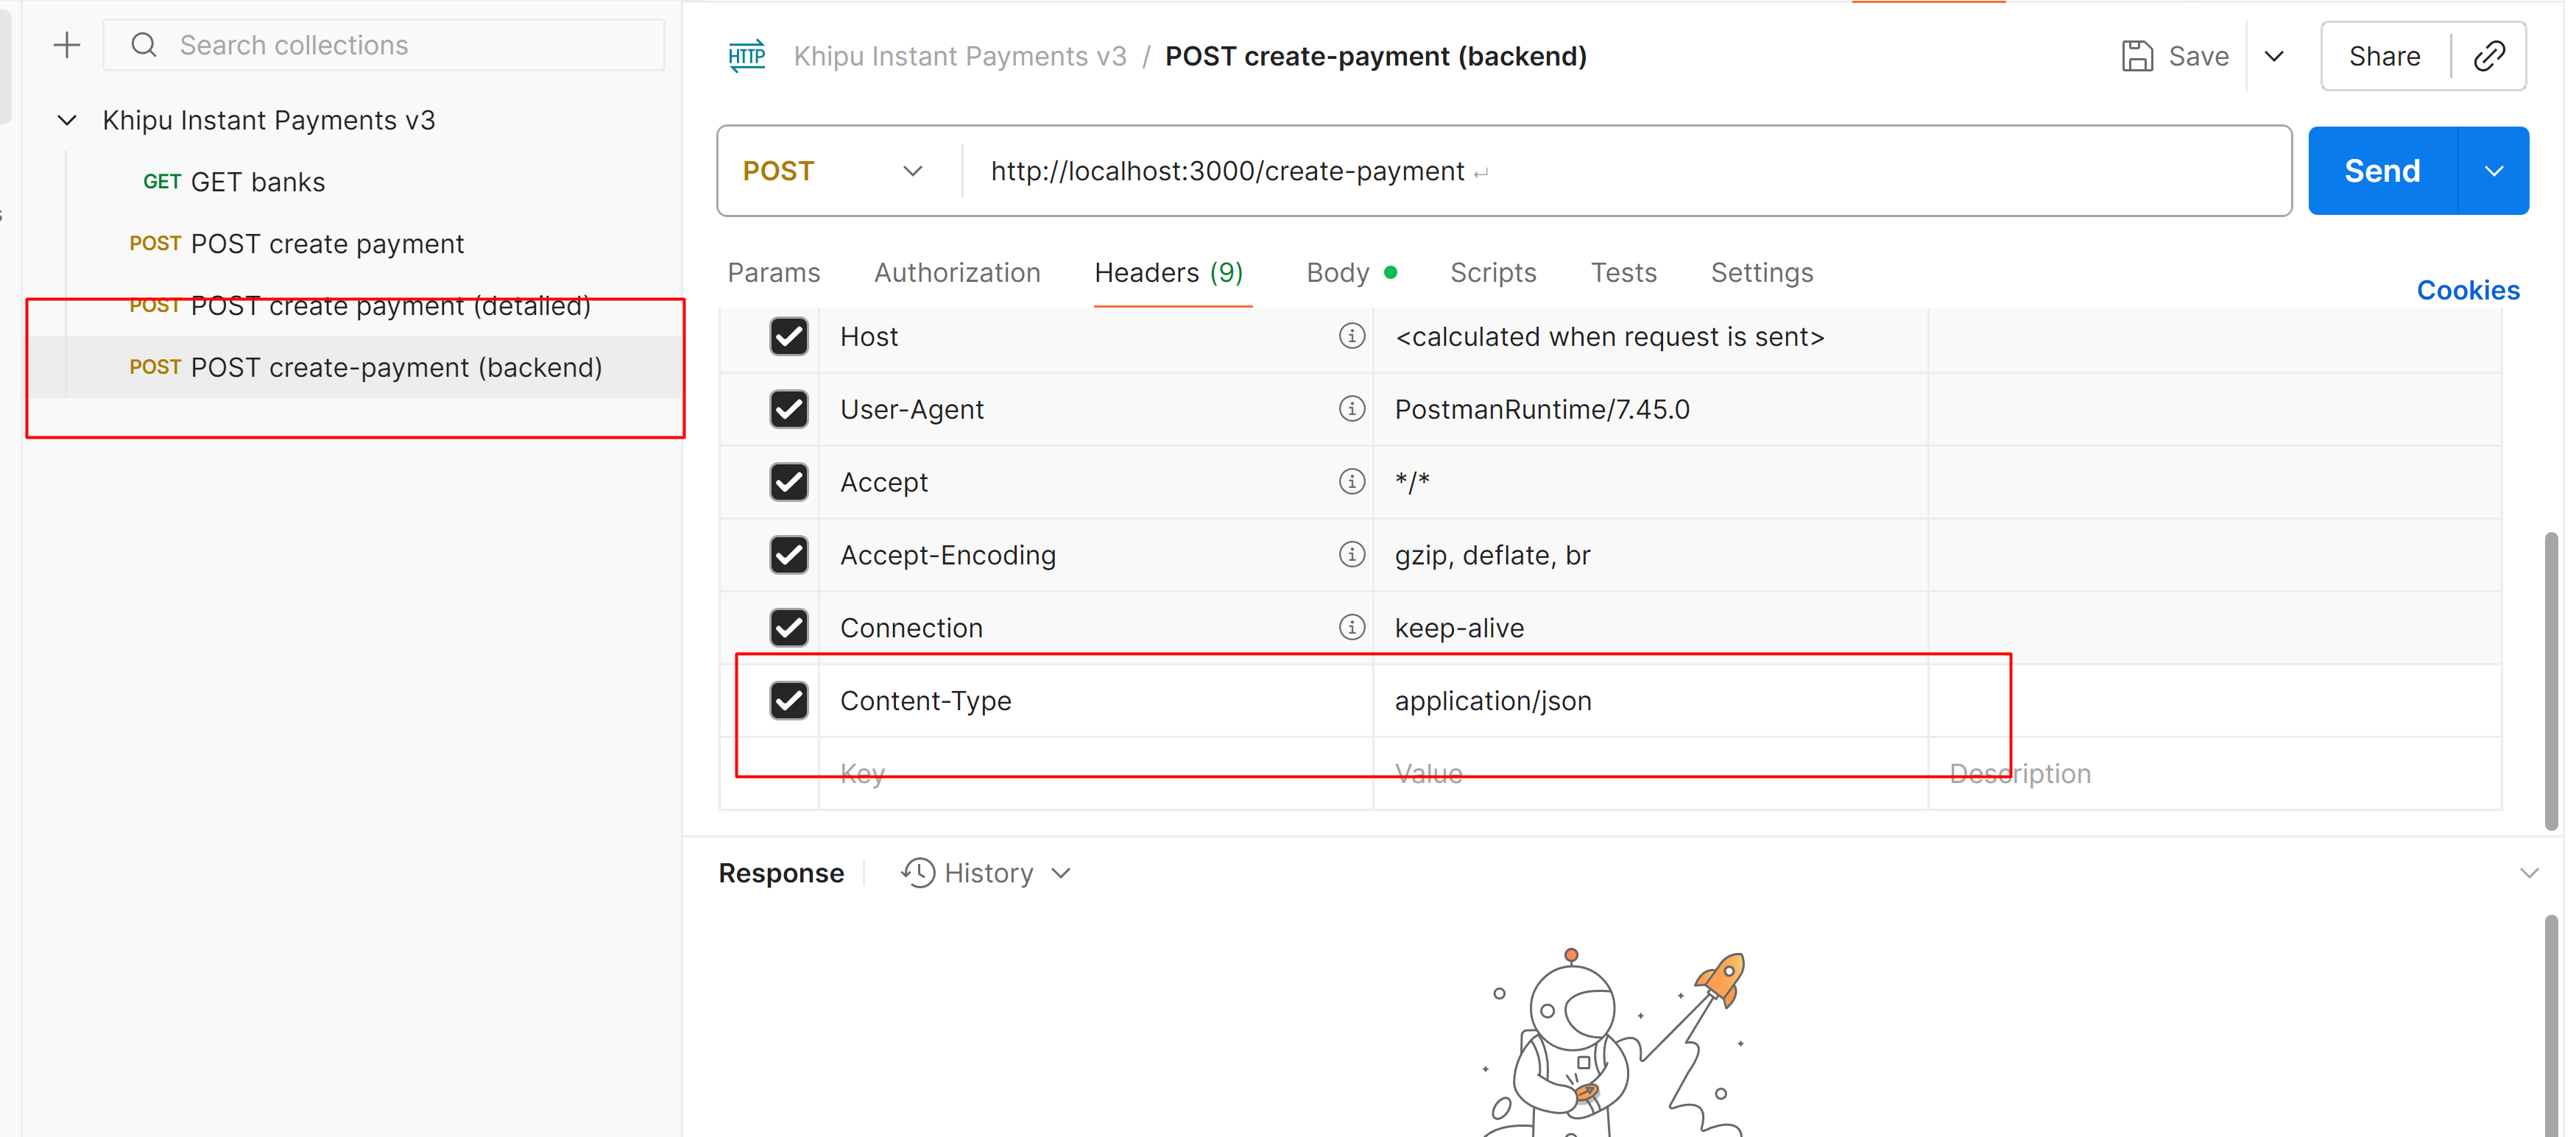 Search collections
Khipu Instant Payments v3
GET GET banks
POST POST create payment
POST POST create payment (detailed)
POST POST create-payment (backend)
HTTP Khipu Instant Payments v3 / POST create-payment (backend)
Save
Share
POST http://localhost:3000/create-payment
Send
Params Authorization Headers (9) Body Scripts Tests Settings
Cookies
Host <calculated when request is sent>
User-Agent PostmanRuntime/7.45.0
Accept */*
Accept-Encoding gzip, deflate, br
Connection keep-alive
Content-Type application/json
Key Value Description
Response History